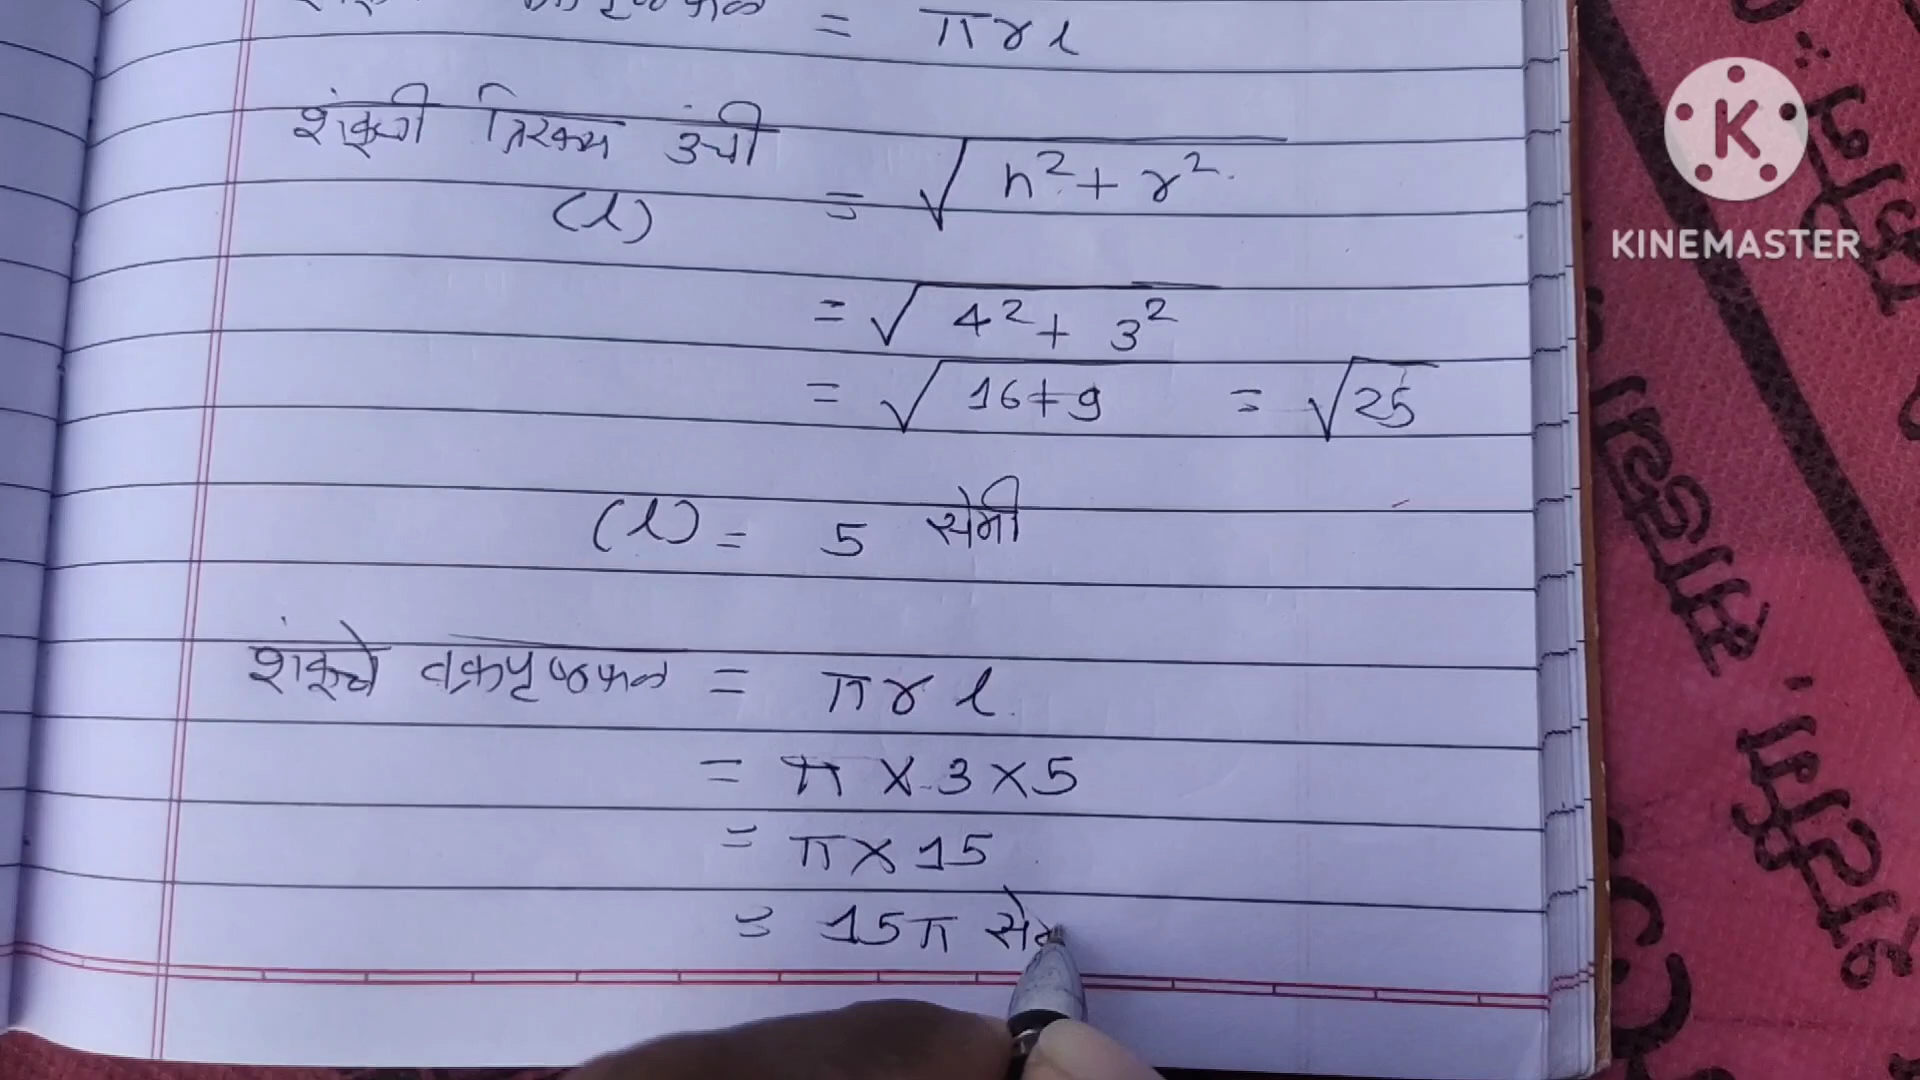 = πrl
शंकूची तिरकस उंची
(l) = √h²+r²
= √4²+ 3²
= √16+9 = √25
(l) = 5 सेमी
शंकूचे वक्रपृष्ठफळ = πrl
= π×3×5
= π×15
= 15π सेम
KINEMASTER